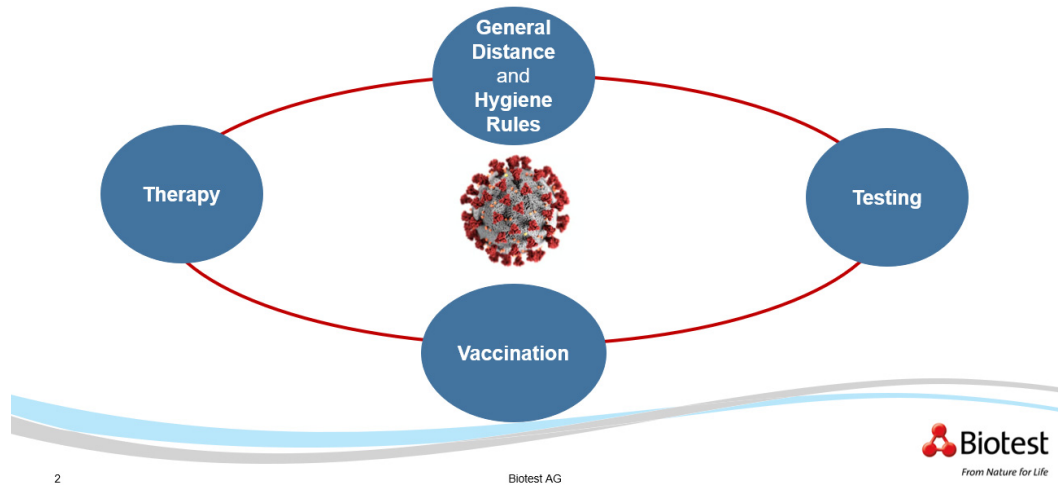 General
Distance
and
Hygiene
Rules
Therapy
Testing
Vaccination
Biotest
From Nature for Life
2
Biotest AG